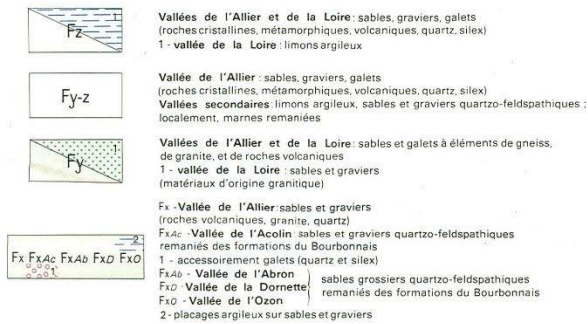 1
Fz
Vallées de l'Allier et de la Loire: sables, graviers, galets
(roches cristallines, métamorphiques, volcaniques, quartz, silex)
1 - vallée de la Loire: limons argileux
Fy-z
Vallée de l'Allier: sables, graviers, galets
(roches cristallines, métamorphiques, volcaniques, quartz, silex)
Vallées secondaires: limons argileux, sables et graviers quartzo-feldspathiques;
localement, marnes remaniées
1
Fy
Vallées de l'Allier et de la Loire: sables et galets à éléments de gneiss,
de granite, et de roches volcaniques
1 - vallée de la Loire: sables et graviers
(matériaux d'origine granitique)
2
Fx FxAc FxAb FxD FxO
1
Fx - Vallée de l'Allier: sables et graviers
(roches volcaniques, granite, quartz)
FxAc - Vallée de l'Acolin: sables et graviers quartzo-feldspathiques
remaniés des formations du Bourbonnais
1 - accessoirement galets (quartz et silex)
FxAb - Vallée de l'Abron
FxD - Vallée de la Dornette
FxO - Vallée de l'Ozon
sables grossiers quartzo-feldspathiques
remaniés des formations du Bourbonnais
2 - placages argileux sur sables et graviers